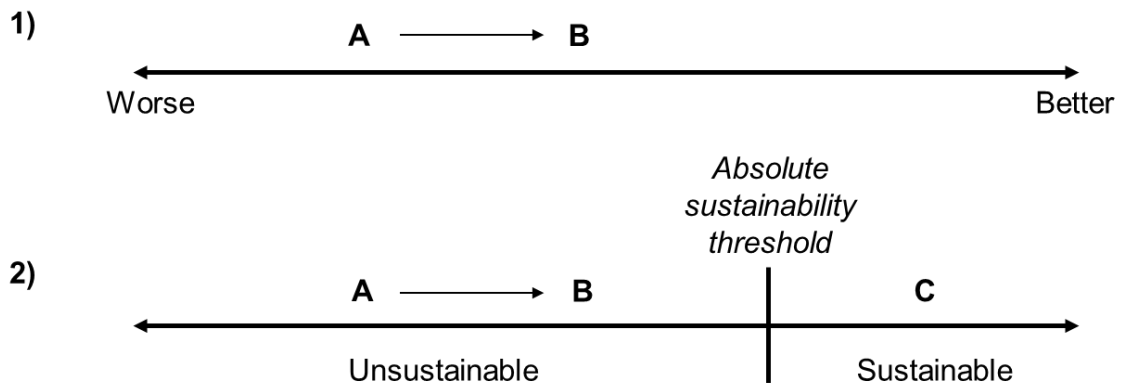 1)
A B
Worse Better
Absolute
sustainability
threshold
2)
A B C
Unsustainable Sustainable